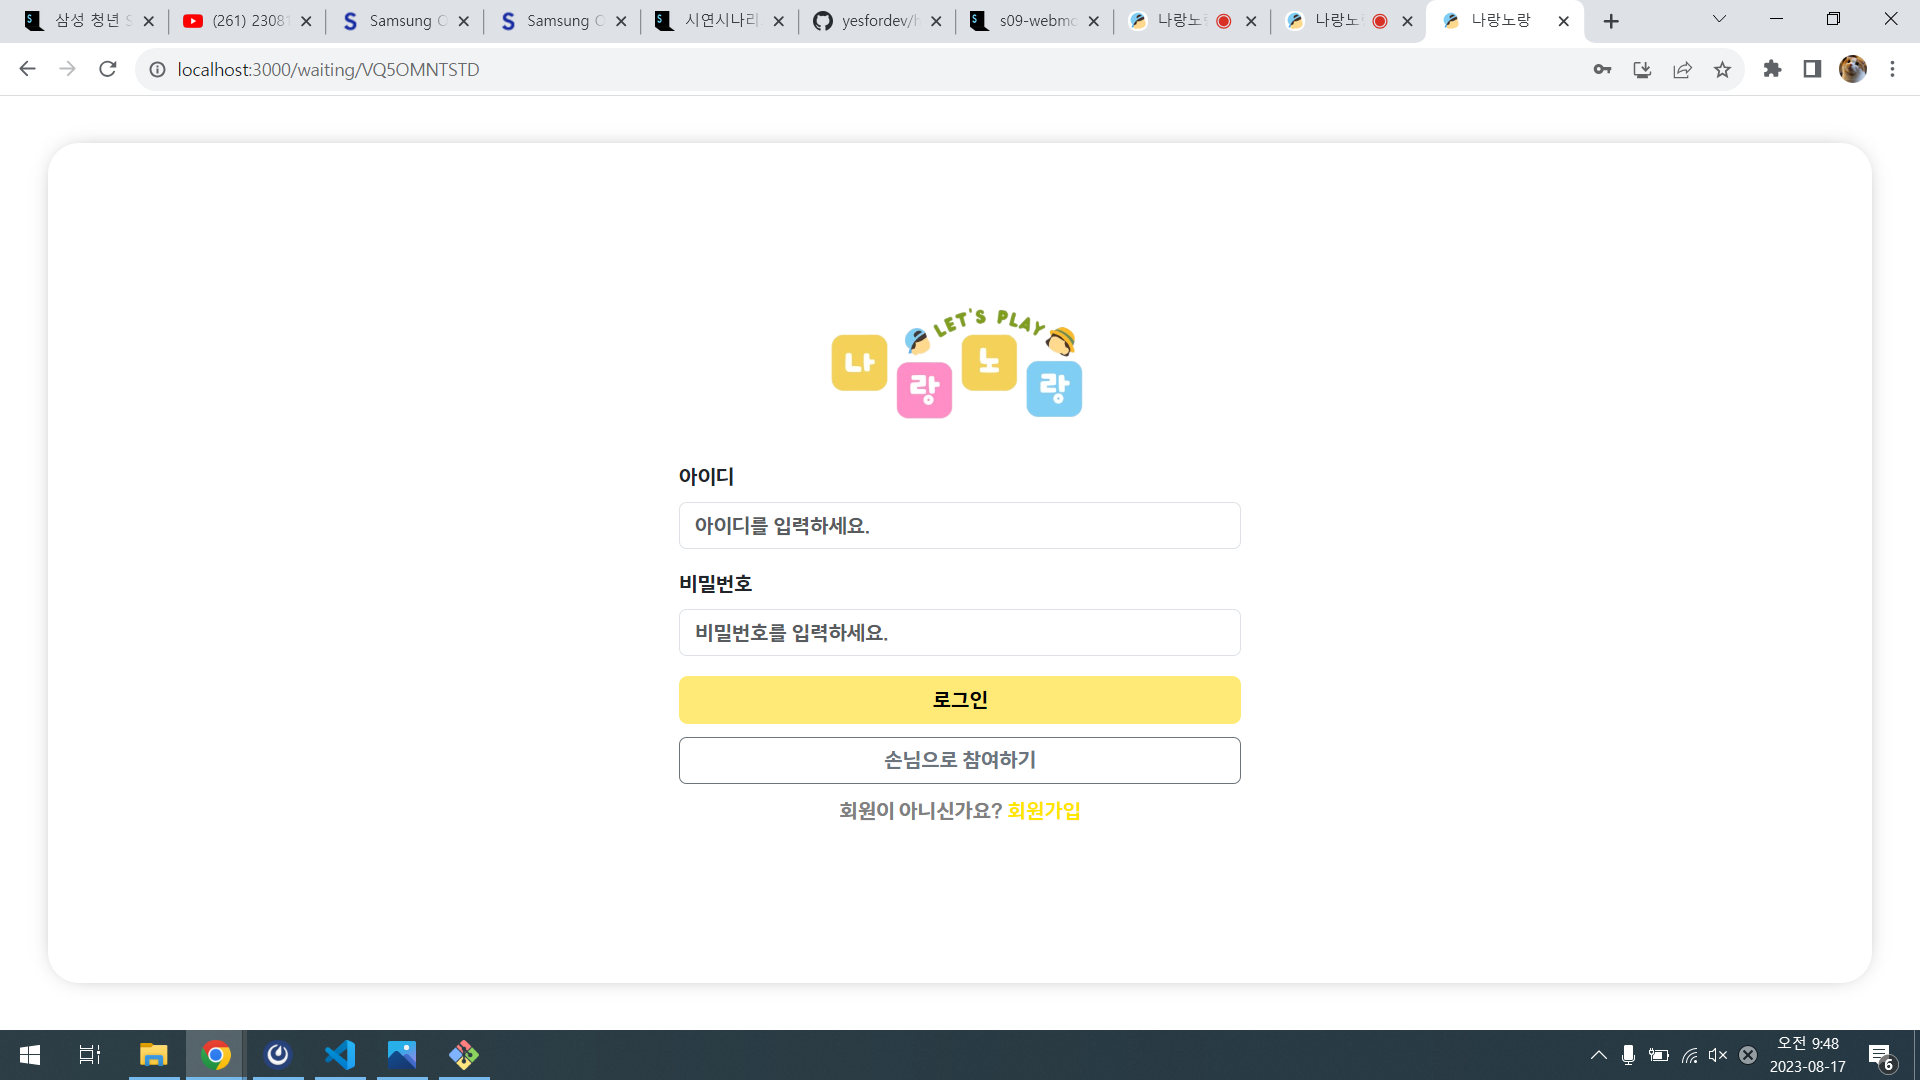 삼성 청년 S
(261) 2308
Samsung O
Samsung O
시연시나리
yesfordev/h
s09-webmo
나랑노
나랑노
나랑노랑
localhost:3000/waiting/VQ5OMNTSTD
LET'S PLAY
나랑노랑
아이디
아이디를 입력하세요.
비밀번호
비밀번호를 입력하세요.
로그인
손님으로 참여하기
회원이 아니신가요? 회원가입
오전 9:48
2023-08-17
6